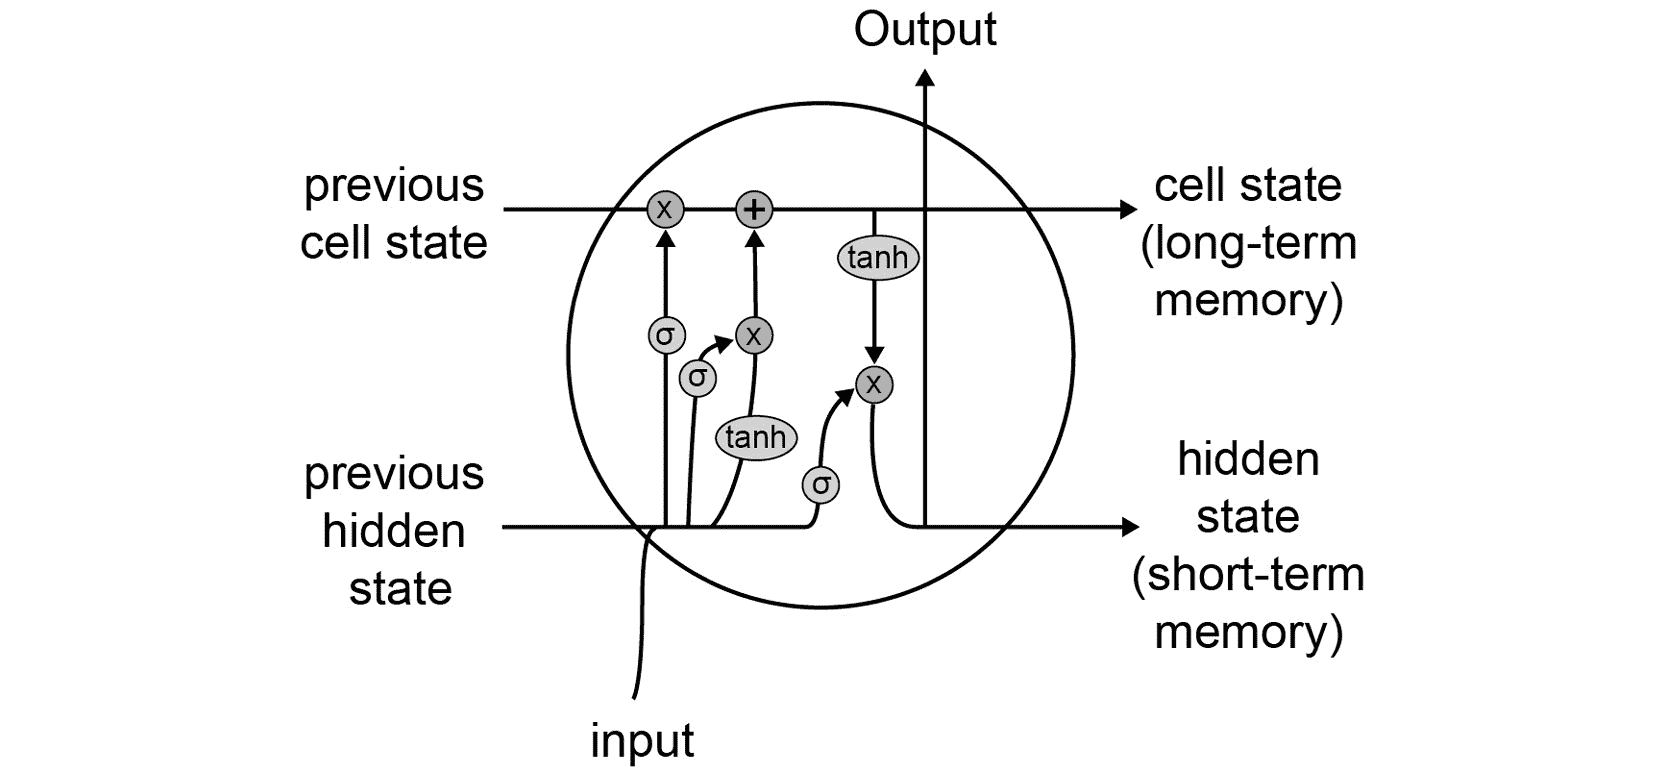 Output
previous
cell state
cell state
(long-term
memory)
x
+
tanh
σ
x
σ
x
tanh
σ
previous
hidden
state
hidden
state
(short-term
memory)
input